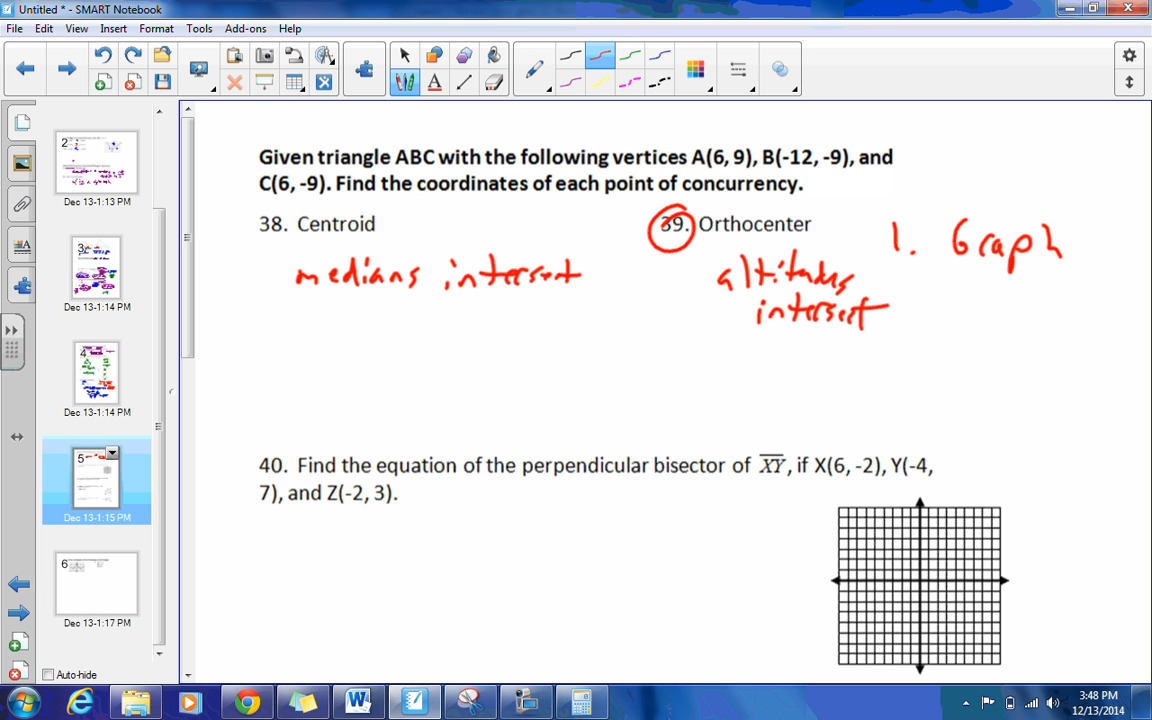 Untitled * - SMART Notebook
File Edit View Insert Format Tools Add-ons Help
2
Dec 13-1:13 PM
3
Dec 13-1:14 PM
4
Dec 13-1:14 PM
5
Dec 13-1:15 PM
6
Dec 13-1:17 PM
Auto-hide
Given triangle ABC with the following vertices A(6, 9), B(-12, -9), and
C(6, -9). Find the coordinates of each point of concurrency.
38. Centroid
medians intersect
39. Orthocenter
altitudes
intersect
1. Graph
40. Find the equation of the perpendicular bisector of XY, if X(6, -2), Y(-4,
7), and Z(-2, 3).
3:48 PM
12/13/2014